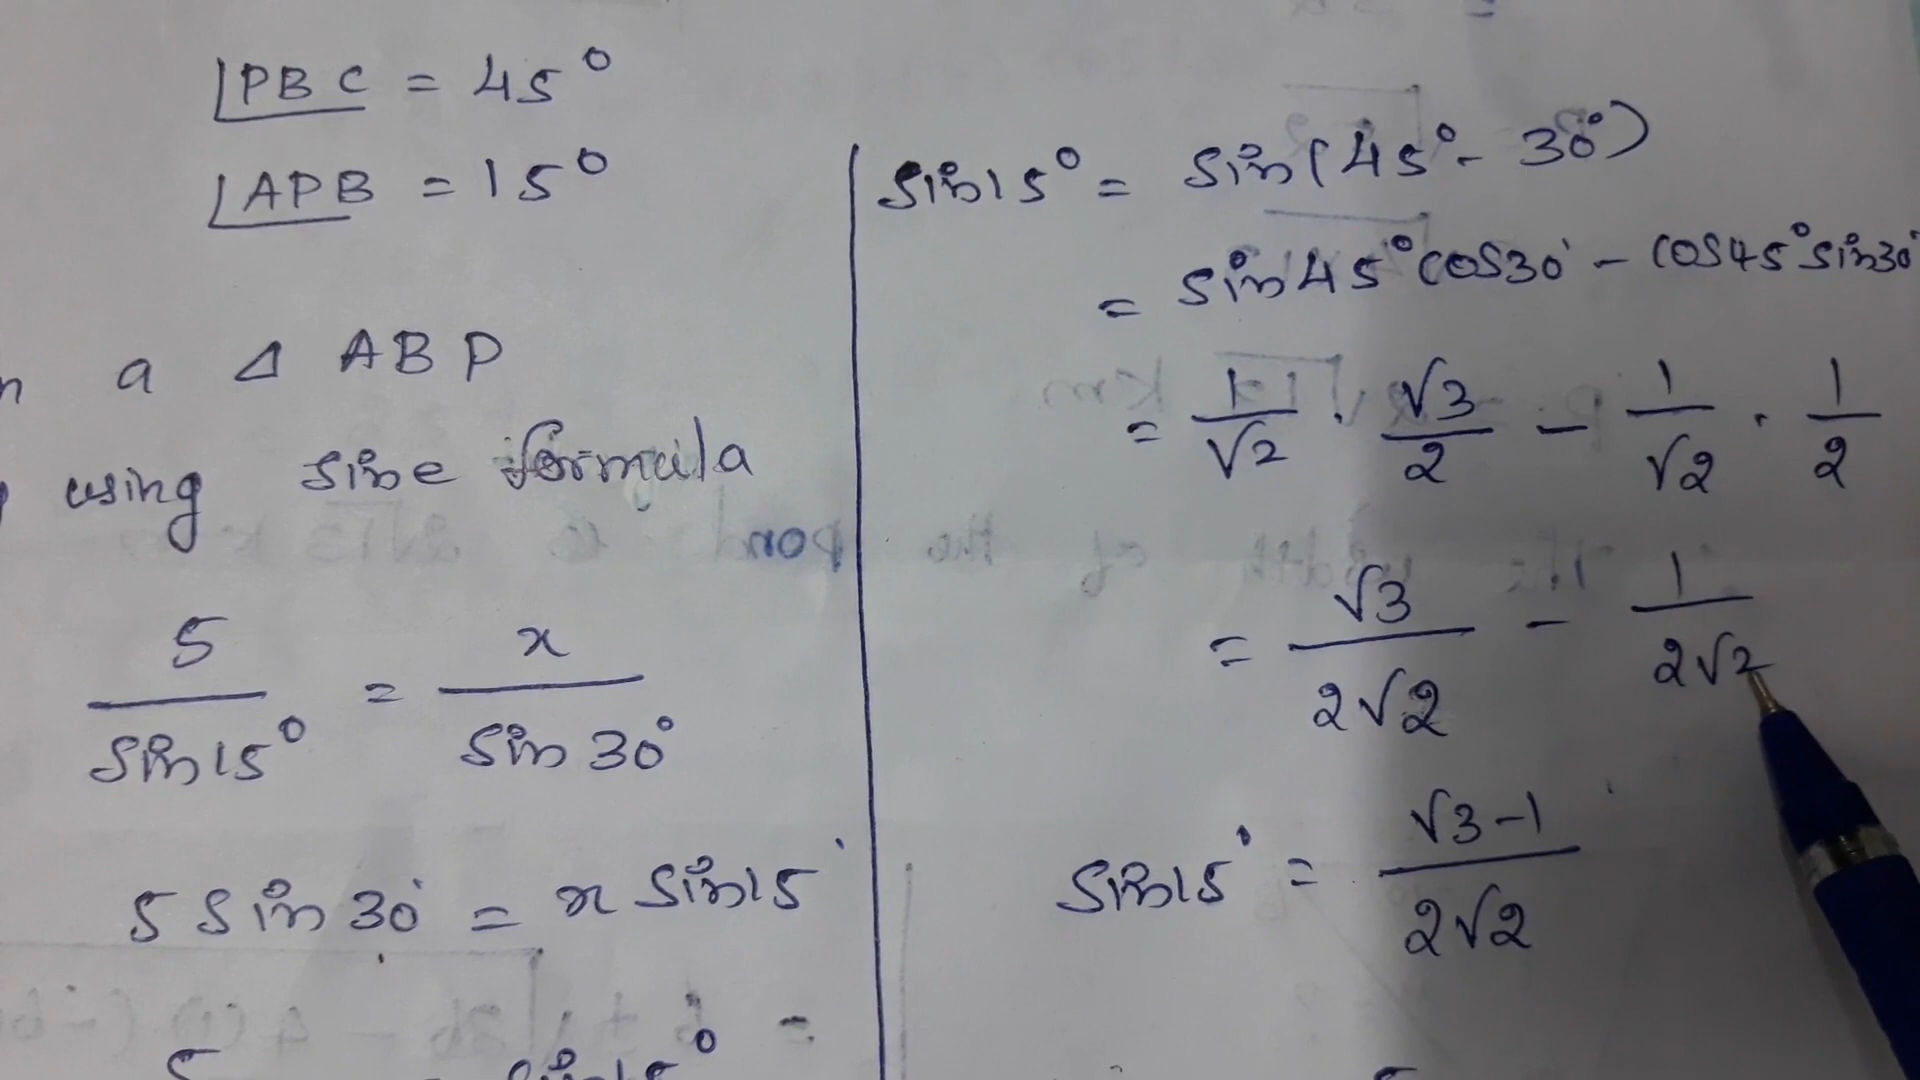 ∠PBC = 45°
∠APB = 15°
a Δ ABP
using sine formula
5/sin15° = x/sin30°
5 sin30° = x sin15°
sin15° = sin(45° - 30°)
= sin45° cos30° - cos45° sin30°
= 1/√2 · √3/2 - 1/√2 · 1/2
= √3/2√2 - 1/2√2
sin15° = √3-1/2√2